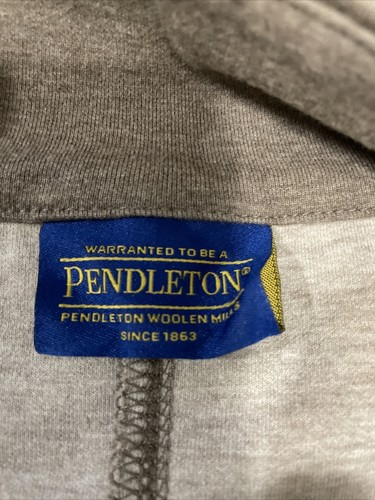 WARRANTED TO BE A
PENDLETON®
PENDLETON WOOLEN MILLS
SINCE 1863